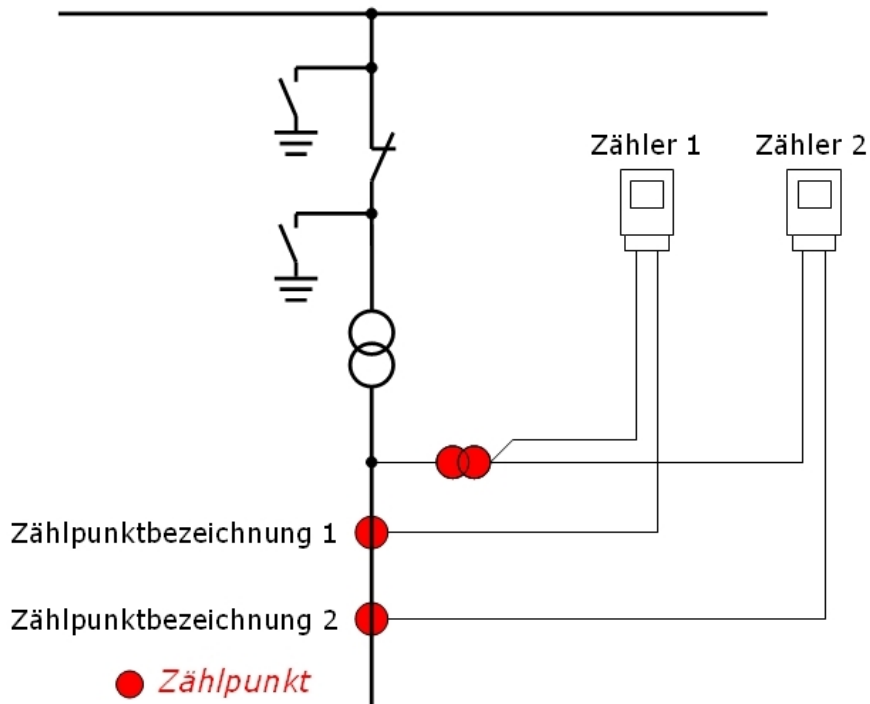 Zähler 1
Zähler 2
Zählpunktbezeichnung 1
Zählpunktbezeichnung 2
Zählpunkt